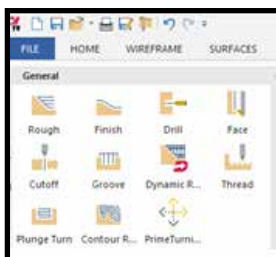 FILE HOME WIREFRAME SURFACES
General
Rough Finish Drill Face
Cutoff Groove Dynamic R... Thread
Plunge Turn Contour R... PrimeTurni...